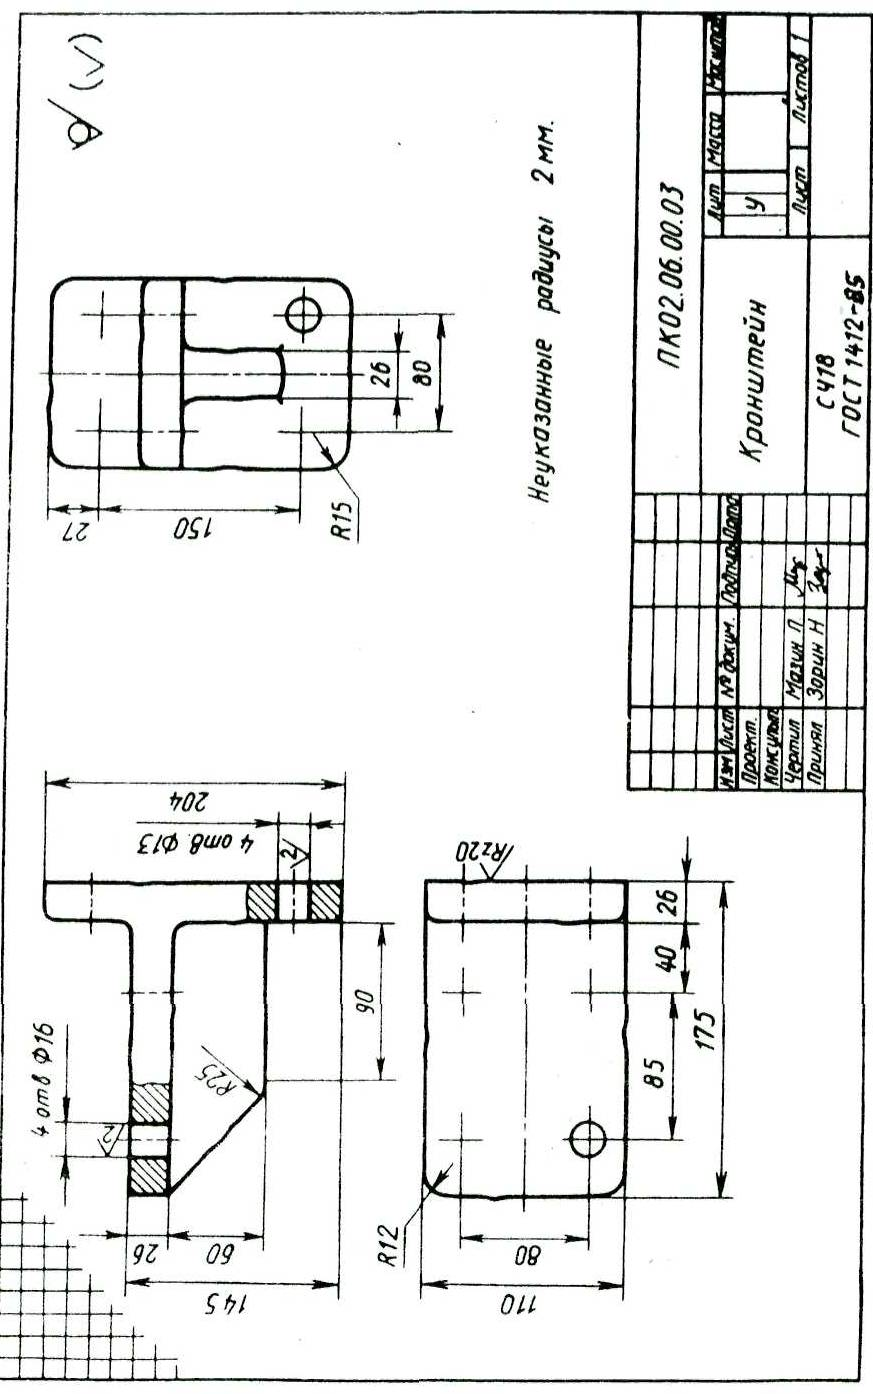 204
4 отв. Ф13
2
4 отв Ф16
2
R25
90
26
60
145
27
150
R15
26
80
(√)
Rz20
R12
80
110
85
40
26
175
Неуказанные радиусы 2 мм.
ПК02.06.00.03
Изм Лист № докум. Подпись Дата
Проект.
Консульт
Чертил Мазин П.
Принял Зорин Н
Кронштейн
СЧ18
ГОСТ 1412-85
Лит Масса Масштаб
У
Лист Листов 1